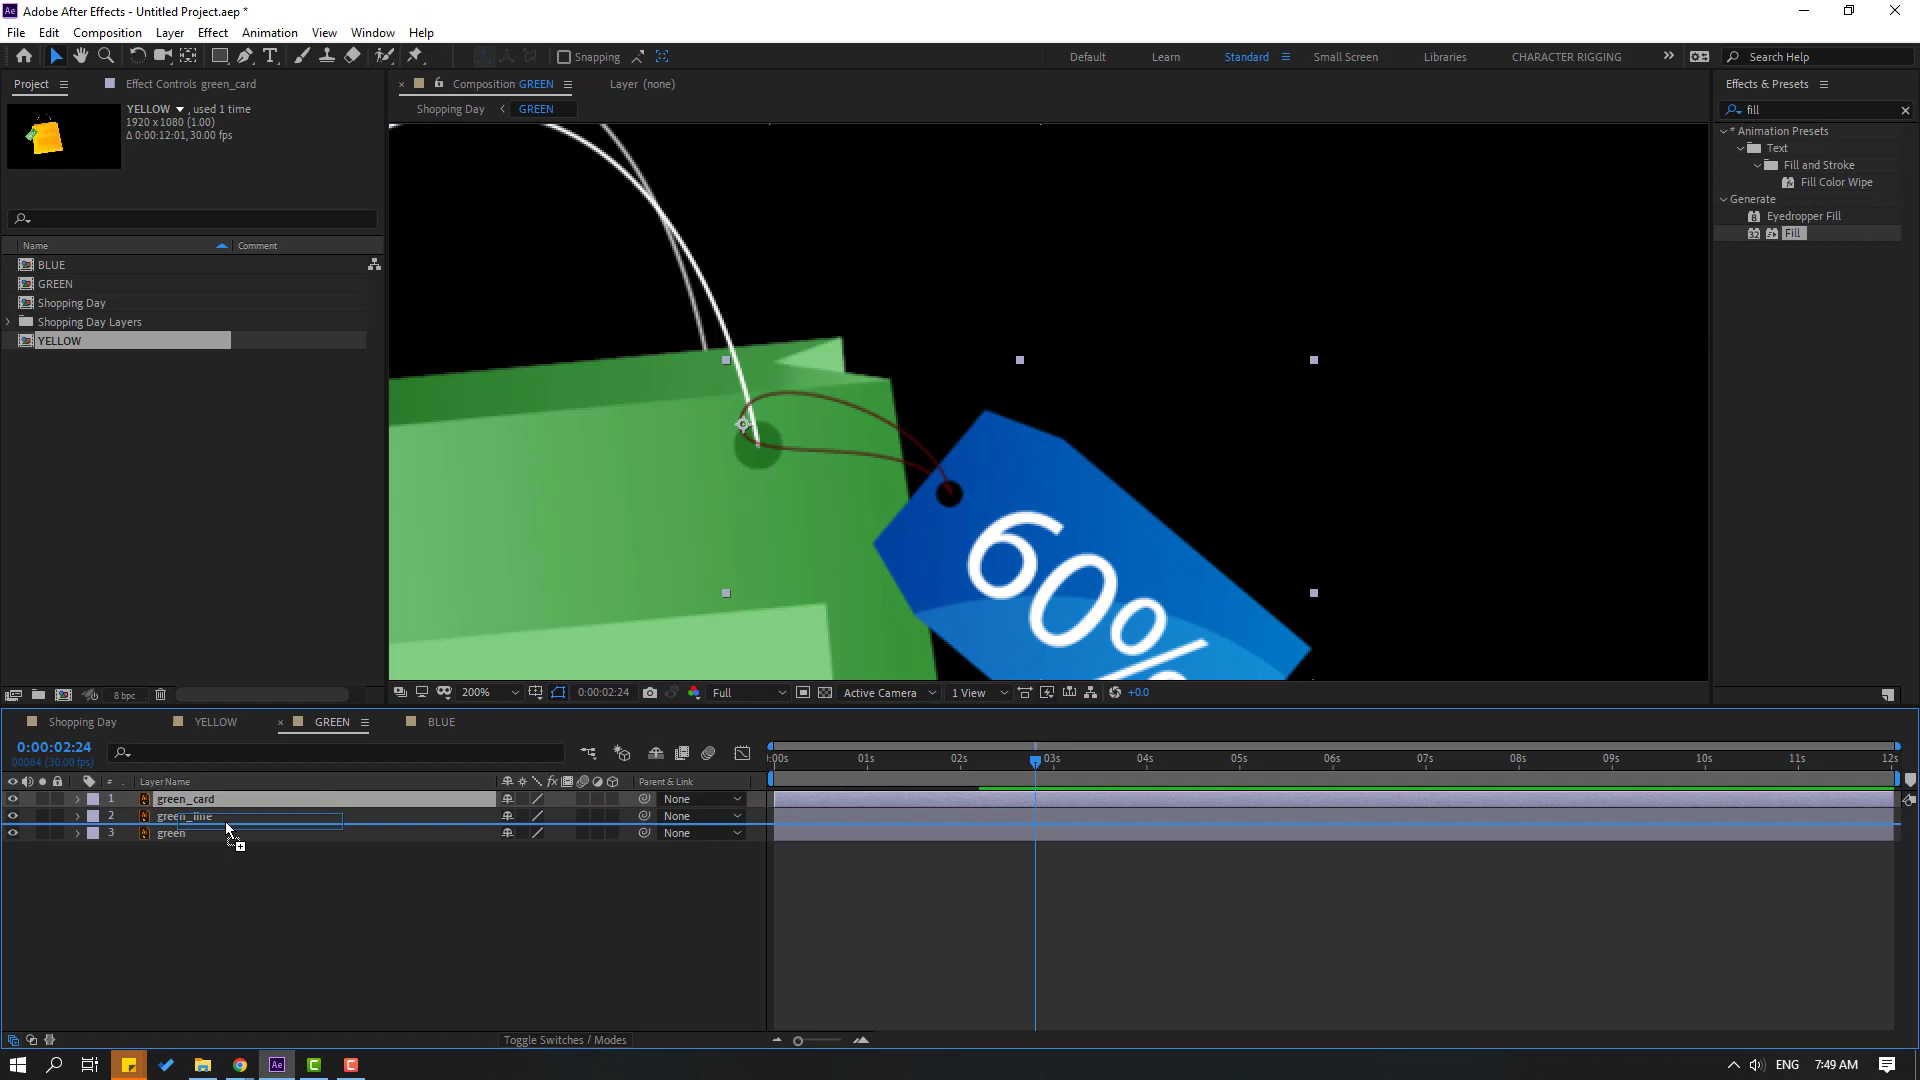 Adobe After Effects - Untitled Project.aep *
File Edit Composition Layer Effect Animation View Window Help
Snapping
Default Learn Standard Small Screen Libraries CHARACTER RIGGING
Search Help
Project
Effect Controls green_card
YELLOW , used 1 time
1920 x 1080 (1.00)
Δ 0:00:12:01, 30.00 fps
Name Comment
BLUE
GREEN
Shopping Day
Shopping Day Layers
YELLOW
8 bpc
Composition GREEN
Layer (none)
Shopping Day GREEN
60%
200% 0:00:02:24 Full Active Camera 1 View +0.0
Effects & Presets
fill
* Animation Presets
Text
Fill and Stroke
Fill Color Wipe
Generate
Eyedropper Fill
Fill
Shopping Day YELLOW GREEN BLUE
0:00:02:24
00084 (30.00 fps)
:00s 01s 02s 03s 04s 05s 06s 07s 08s 09s 10s 11s 12s
# Layer Name fx Parent & Link
1 green_card None
2 green_line None
3 green None
Toggle Switches / Modes
ENG 7:49 AM